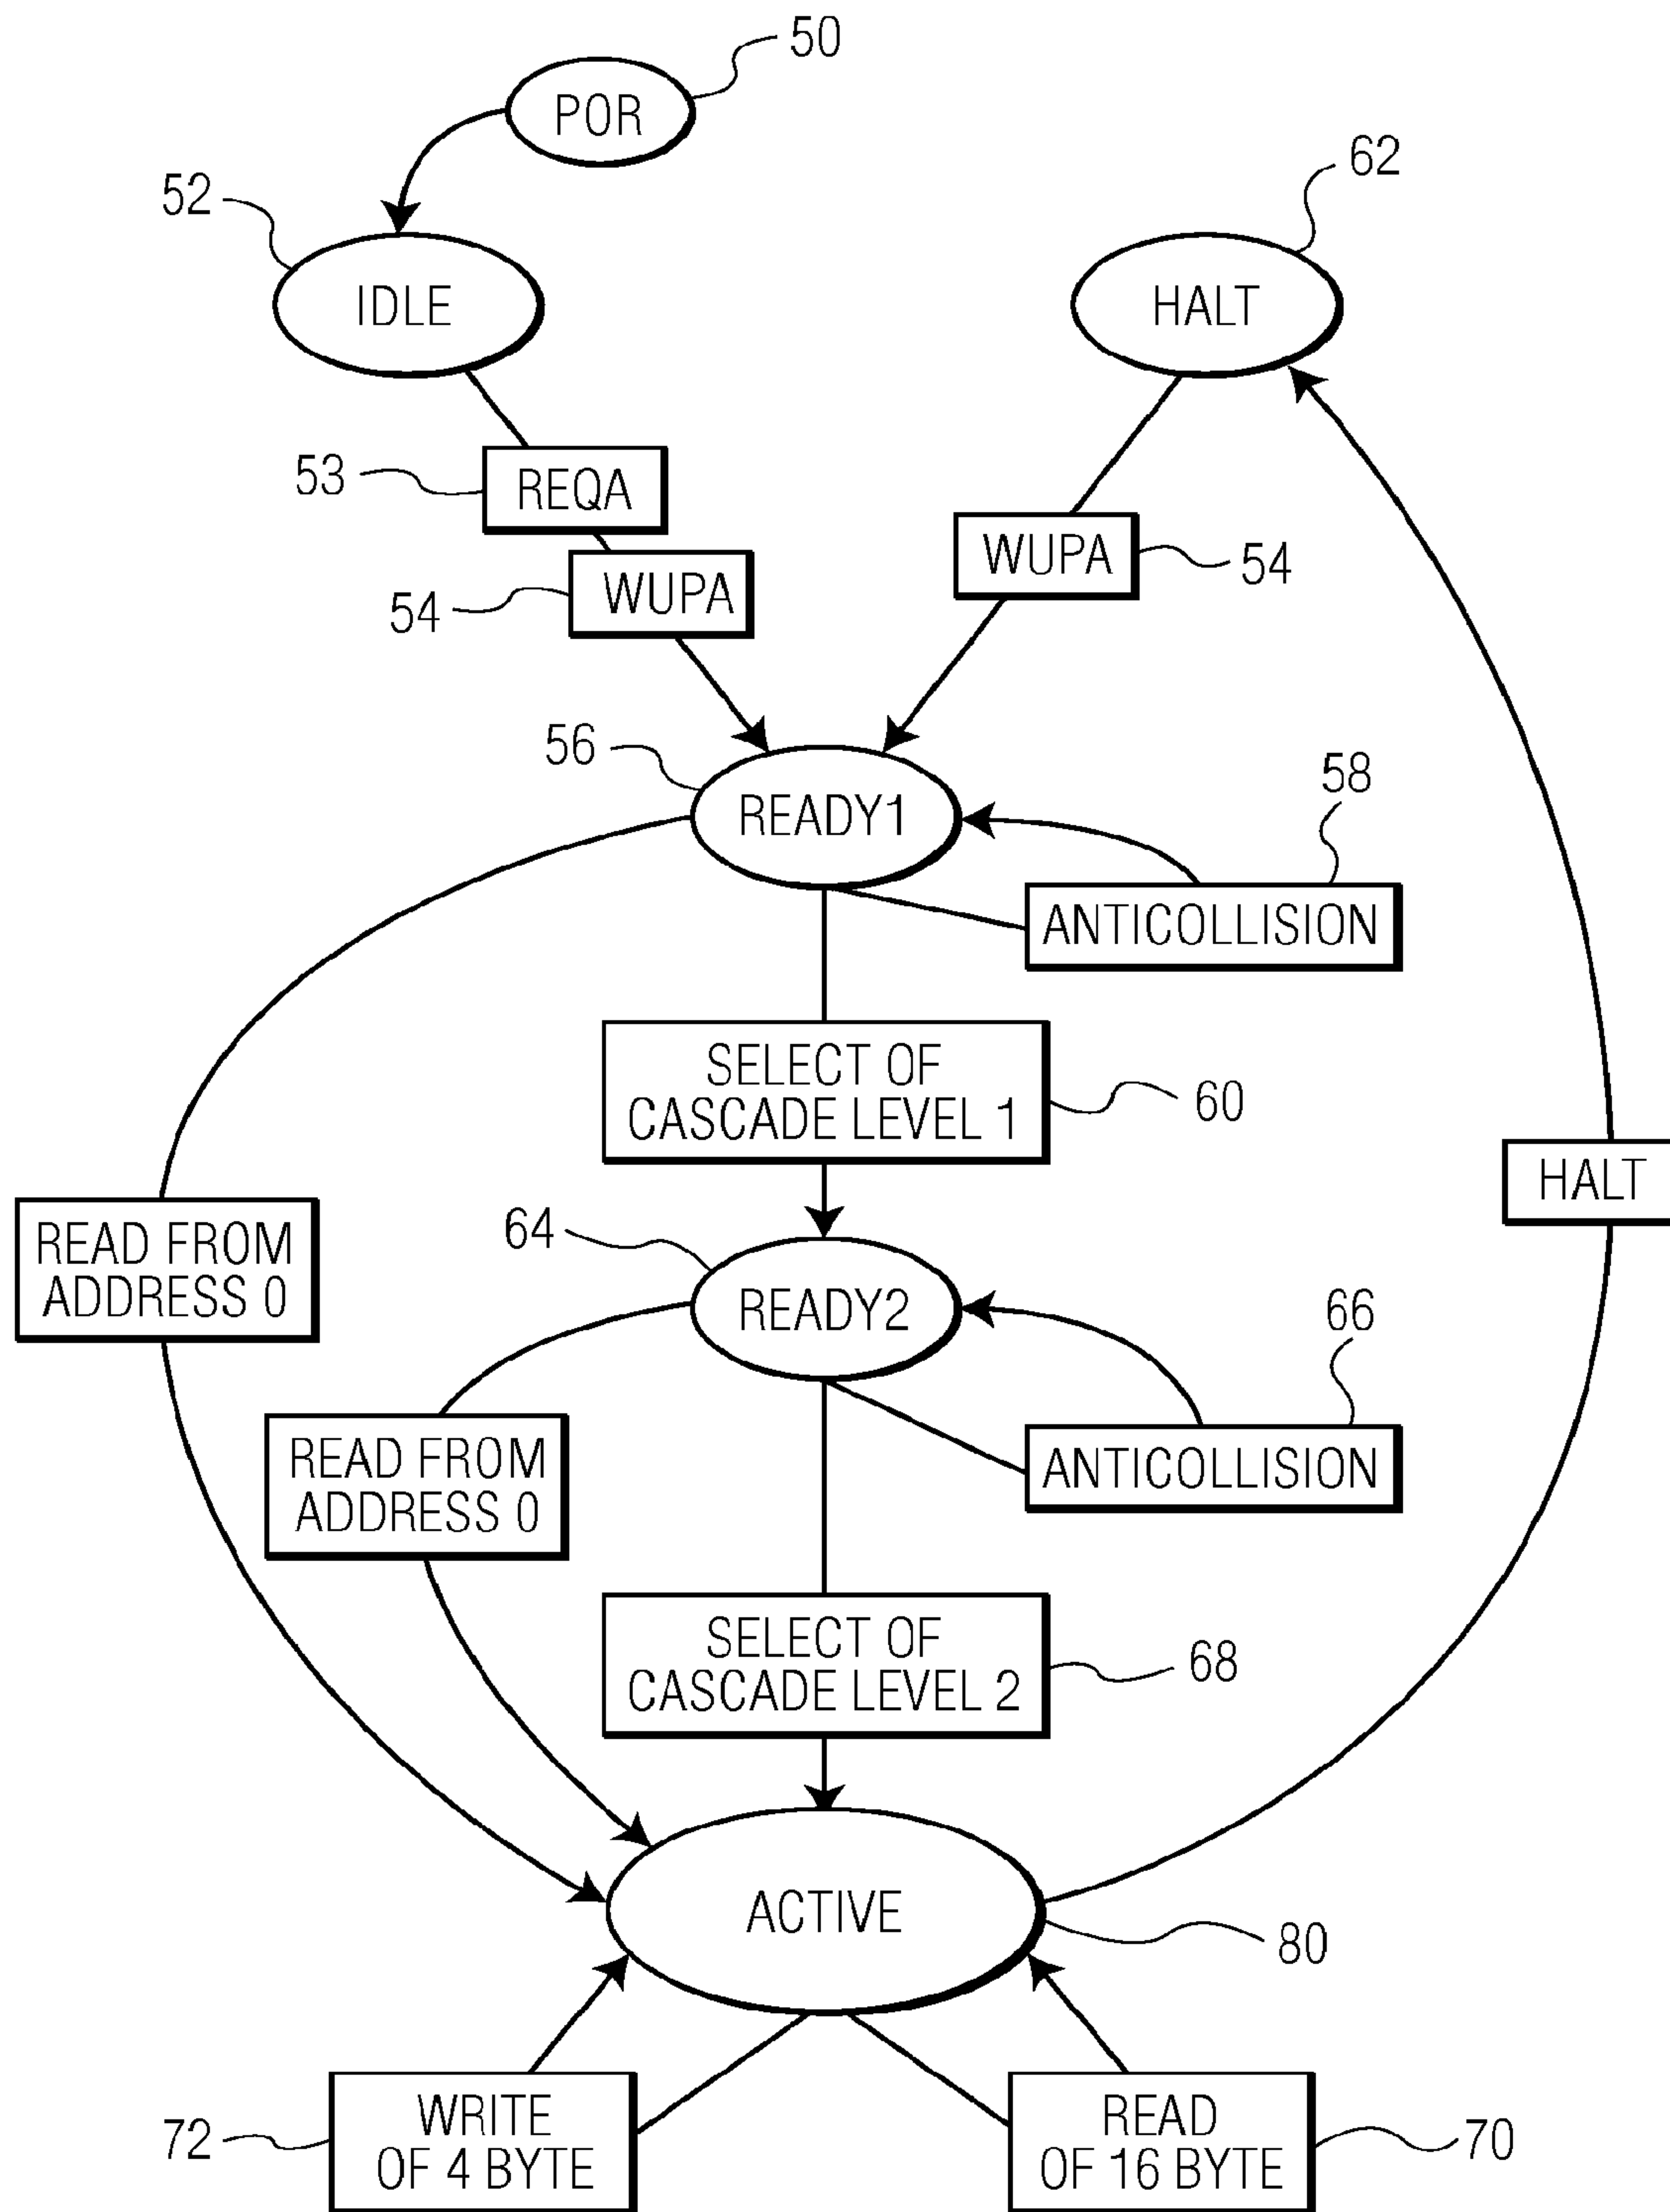 50
POR
62
52
IDLE
HALT
53
REQA
WUPA
54
54
WUPA
56
READY1
58
ANTICOLLISION
SELECT OF
CASCADE LEVEL 1
60
HALT
READ FROM
ADDRESS 0
64
READY2
66
READ FROM
ADDRESS 0
ANTICOLLISION
SELECT OF
CASCADE LEVEL 2
68
ACTIVE
80
72
WRITE
OF 4 BYTE
READ
OF 16 BYTE
70